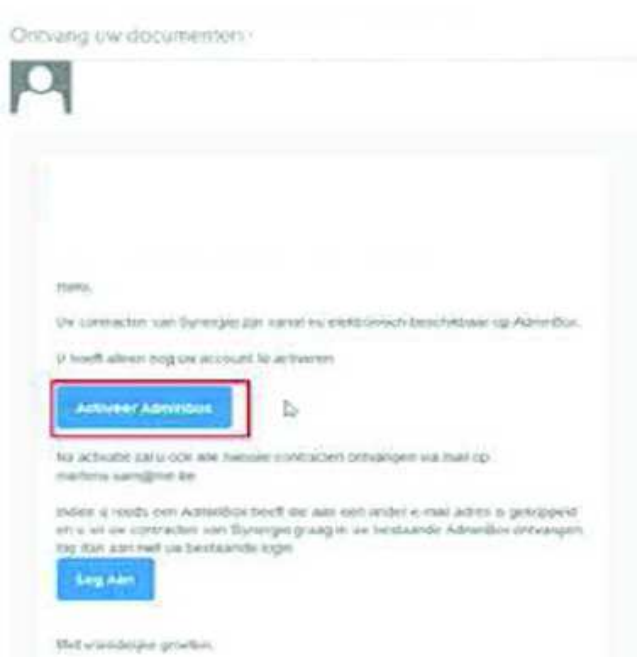 Ontvang uw documenten
Hello,
Uw contracten van Synergie zijn vanaf nu elektronisch beschikbaar op AdminBox.
U hoeft alleen nog uw account te activeren
Activeer Adminbox
Na activatie zal u ook alle nieuwe contracten ontvangen via mail op
Indien u reeds een AdminBox heeft die aan een ander e-mail adres is gekoppeld
en u wil uw contracten van Synergie graag in uw bestaande AdminBox ontvangen
log dan aan met uw bestaande login
Log Aan
Met vriendelijke groeten,